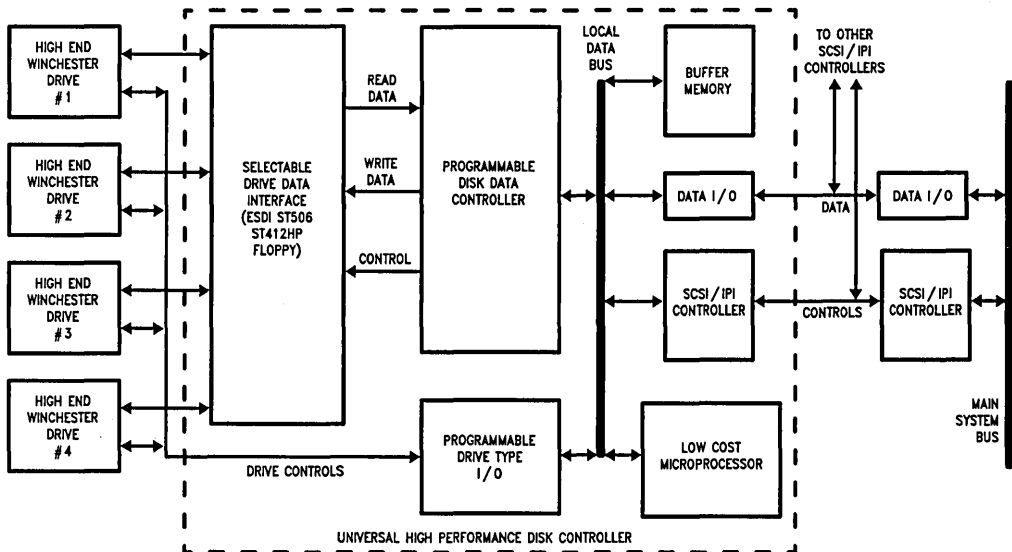 HIGH END
WINCHESTER
DRIVE
#1
HIGH END
WINCHESTER
DRIVE
#2
HIGH END
WINCHESTER
DRIVE
#3
HIGH END
WINCHESTER
DRIVE
#4
SELECTABLE
DRIVE DATA
INTERFACE
(ESDI ST506
ST412HP
FLOPPY)
READ
DATA
WRITE
DATA
CONTROL
DRIVE CONTROLS
PROGRAMMABLE
DISK DATA
CONTROLLER
PROGRAMMABLE
DRIVE TYPE
I/O
LOCAL
DATA
BUS
BUFFER
MEMORY
DATA I/O
SCSI/IPI
CONTROLLER
LOW COST
MICROPROCESSOR
TO OTHER
SCSI/IPI
CONTROLLERS
DATA
CONTROLS
DATA I/O
SCSI/IPI
CONTROLLER
MAIN
SYSTEM
BUS
UNIVERSAL HIGH PERFORMANCE DISK CONTROLLER